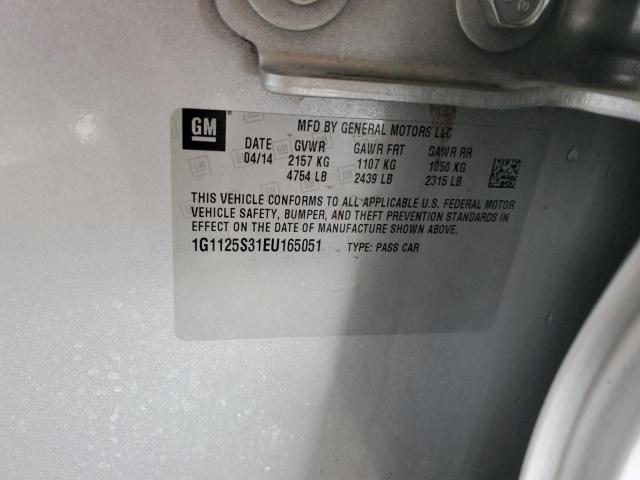 GM
MFD BY GENERAL MOTORS LLC
DATE GVWR GAWR FRT GAWR RR
04/14 2157 KG 1107 KG 1050 KG
4754 LB 2439 LB 2315 LB
THIS VEHICLE CONFORMS TO ALL APPLICABLE U.S. FEDERAL MOTOR
VEHICLE SAFETY, BUMPER, AND THEFT PREVENTION STANDARDS IN
EFFECT ON THE DATE OF MANUFACTURE SHOWN ABOVE.
1G1125S31EU165051 TYPE: PASS CAR